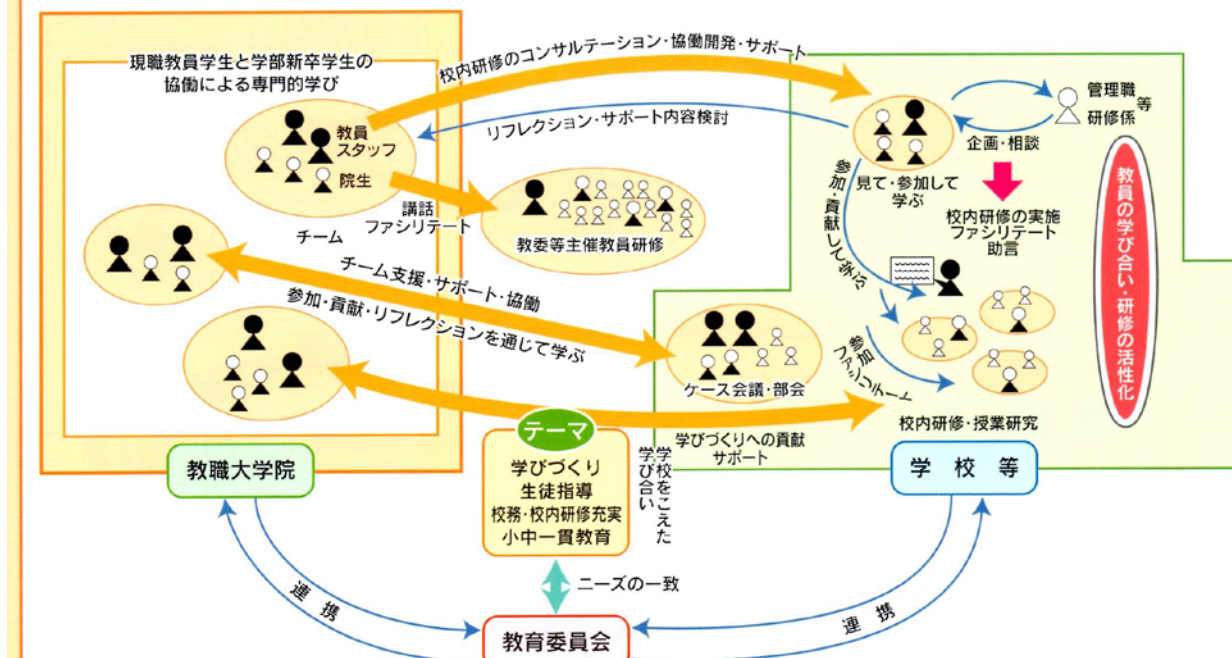 現職教員学生と学部新卒学生の
協働による専門的学び
教員
スタッフ
院生
校内研修のコンサルテーション・協働開発・サポート
リフレクション・サポート内容検討
講話
ファシリテート
教委等主催教員研修
チーム
チーム支援・サポート・協働
参加・貢献・リフレクションを通じて学ぶ
管理職
研修係
等
企画・相談
見て・参加して
学ぶ
校内研修の実施
ファシリテート
助言
参加・貢献して学ぶ
参加
ファシリテート
教員の学び合い・研修の活性化
ケース会議・部会
校内研修・授業研究
学びづくりへの貢献
サポート
学校をこえた
学び合い
教職大学院
テーマ
学びづくり
生徒指導
校務・校内研修充実
小中一貫教育
学校等
ニーズの一致
連携
連携
教育委員会